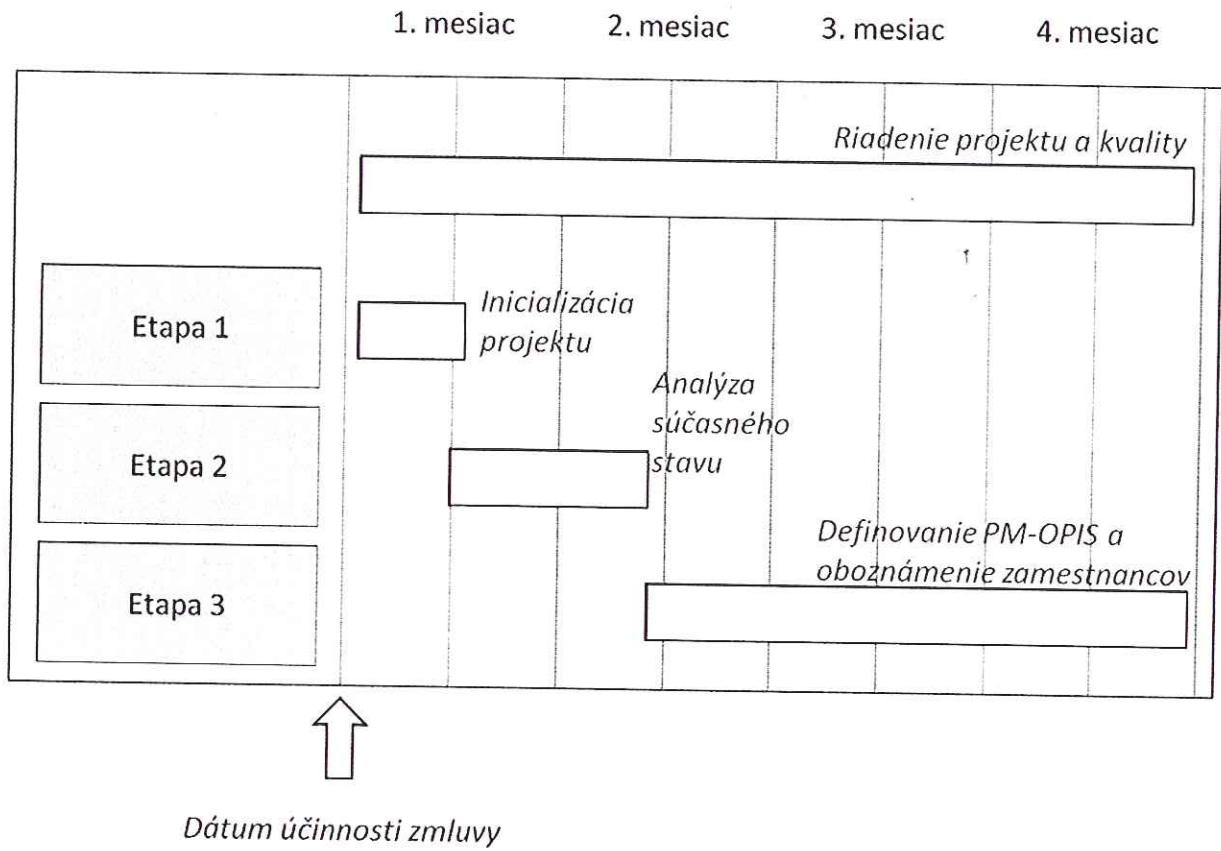 1. mesiac 2. mesiac 3. mesiac 4. mesiac
Riadenie projektu a kvality
Etapa 1
Inicializácia
projektu
Analýza
súčasného
stavu
Etapa 2
Definovanie PM-OPIS a
oboznámenie zamestnancov
Etapa 3
Dátum účinnosti zmluvy